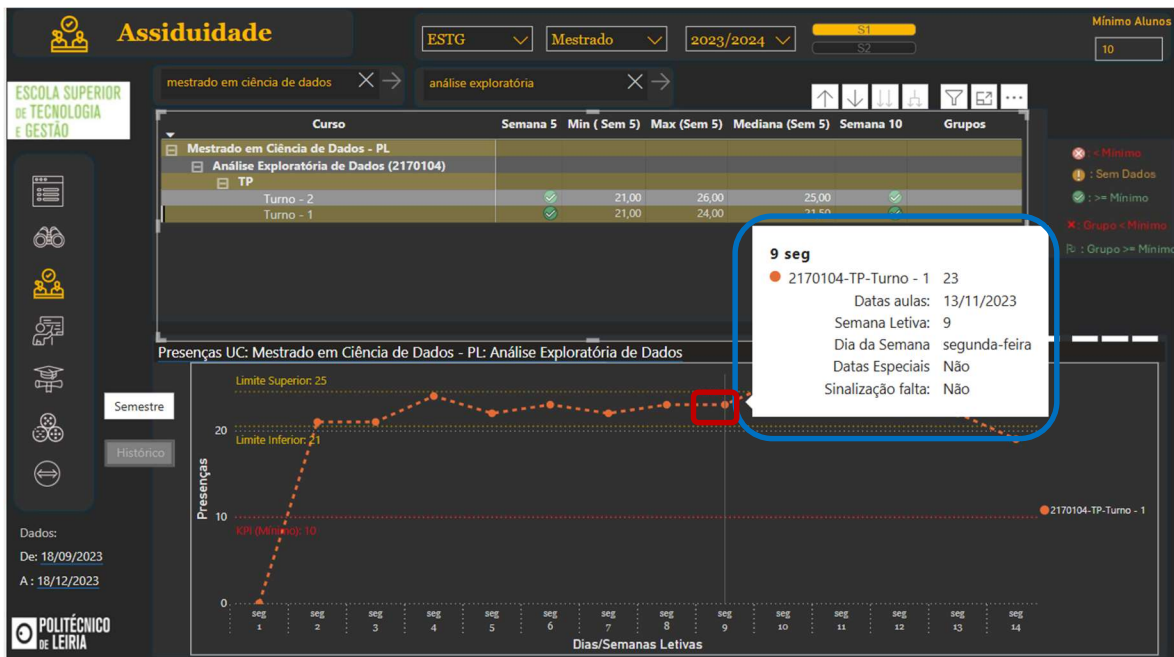 Assiduidade
ESTG
Mestrado
2023/2024
S1
S2
Mínimo Alunos
10
mestrado em ciência de dados
análise exploratória
ESCOLA SUPERIOR
DE TECNOLOGIA
E GESTÃO
Curso Semana 5 Min ( Sem 5) Max (Sem 5) Mediana (Sem 5) Semana 10 Grupos
Mestrado em Ciência de Dados - PL
Análise Exploratória de Dados (2170104)
TP
Turno - 2 21,00 26,00 25,00
Turno - 1 21,00 24,00 21,50
: < Mínimo
: Sem Dados
: >= Mínimo
: Grupo < Mínimo
: Grupo >= Mínimo
9 seg
2170104-TP-Turno - 1 23
Datas aulas: 13/11/2023
Semana Letiva: 9
Dia da Semana segunda-feira
Datas Especiais Não
Sinalização falta: Não
Presenças UC: Mestrado em Ciência de Dados - PL: Análise Exploratória de Dados
Semestre
Histórico
Limite Superior: 25
20
Limite Inferior: 21
Presenças
10
KPI (Mínimo): 10
0
2170104-TP-Turno - 1
seg seg seg seg seg seg seg seg seg seg seg seg seg seg
1 2 3 4 5 6 7 8 9 10 11 12 13 14
Dias/Semanas Letivas
Dados:
De: 18/09/2023
A : 18/12/2023
POLITÉCNICO
DE LEIRIA